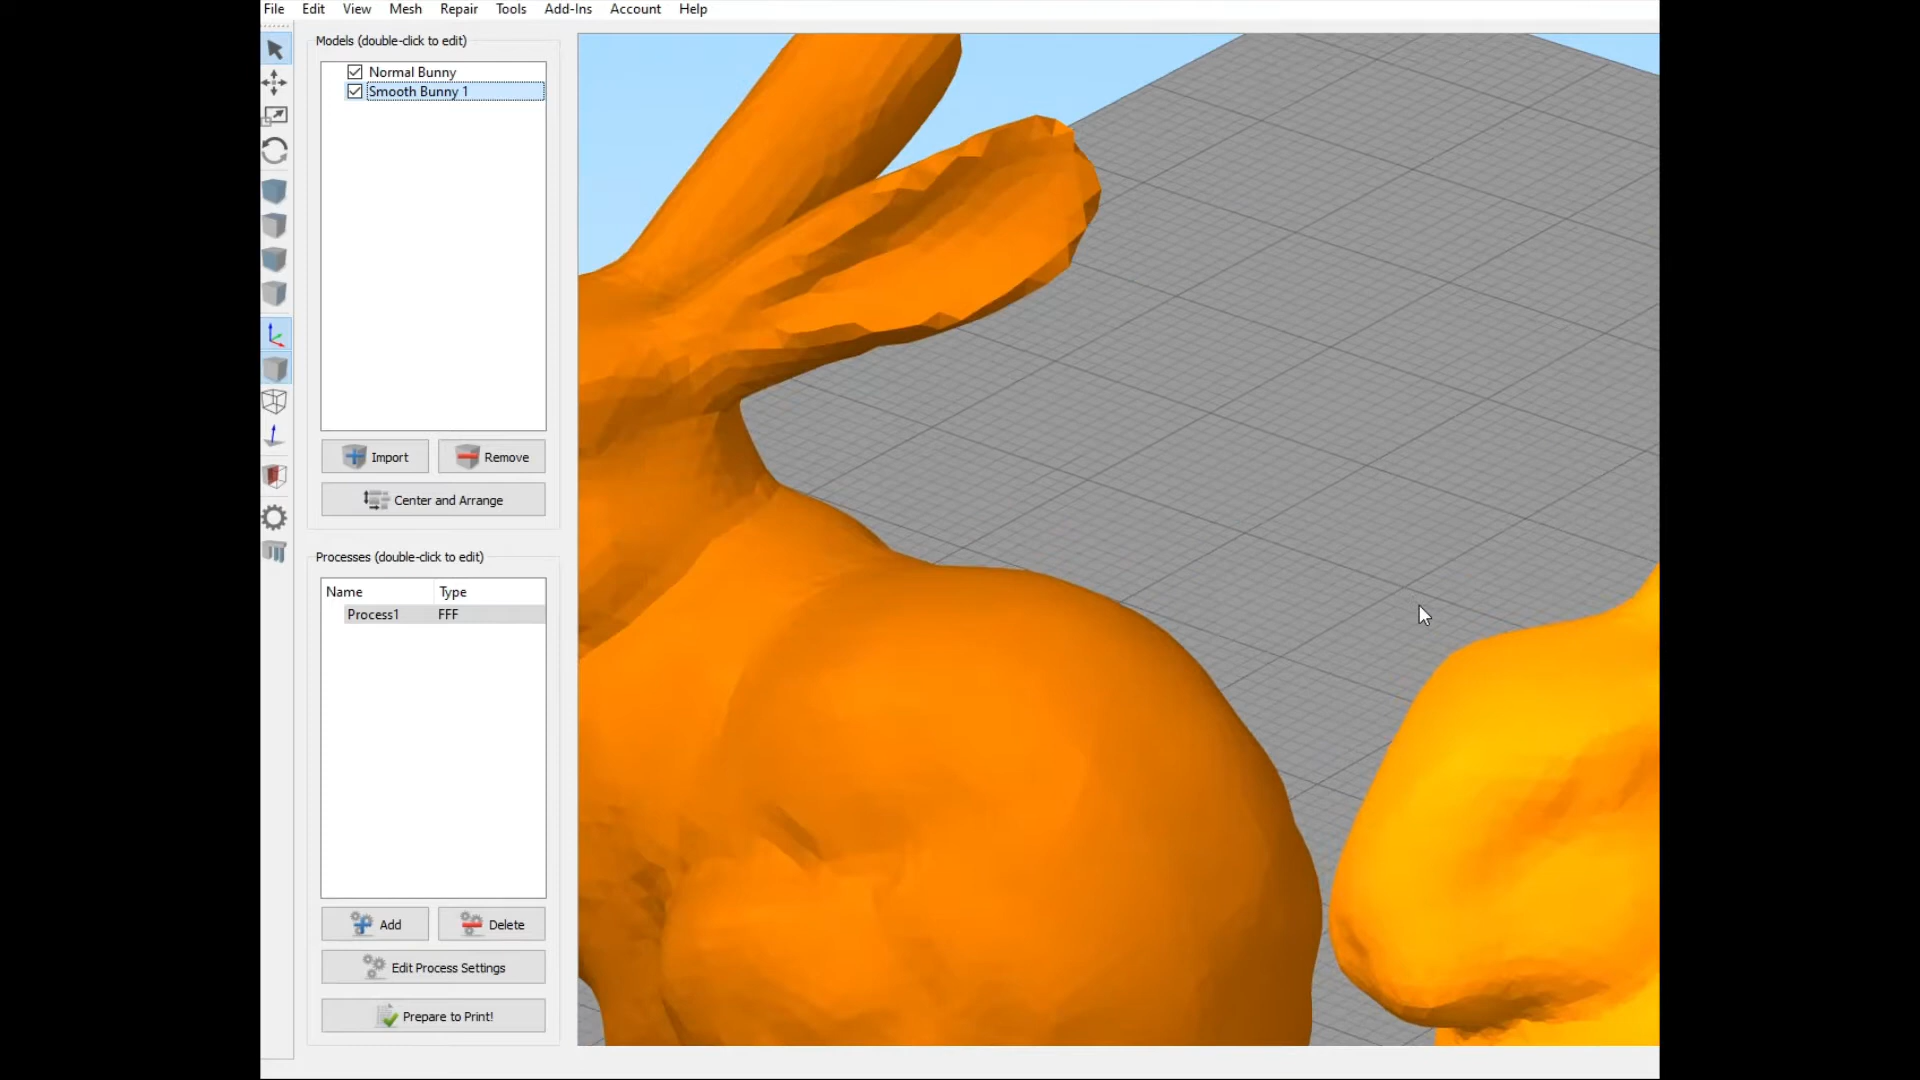 File Edit View Mesh Repair Tools Add-Ins Account Help
Models (double-click to edit)
Normal Bunny
Smooth Bunny 1
Import Remove
Center and Arrange
Processes (double-click to edit)
Name Type
Process1 FFF
Add Delete
Edit Process Settings
Prepare to Print!